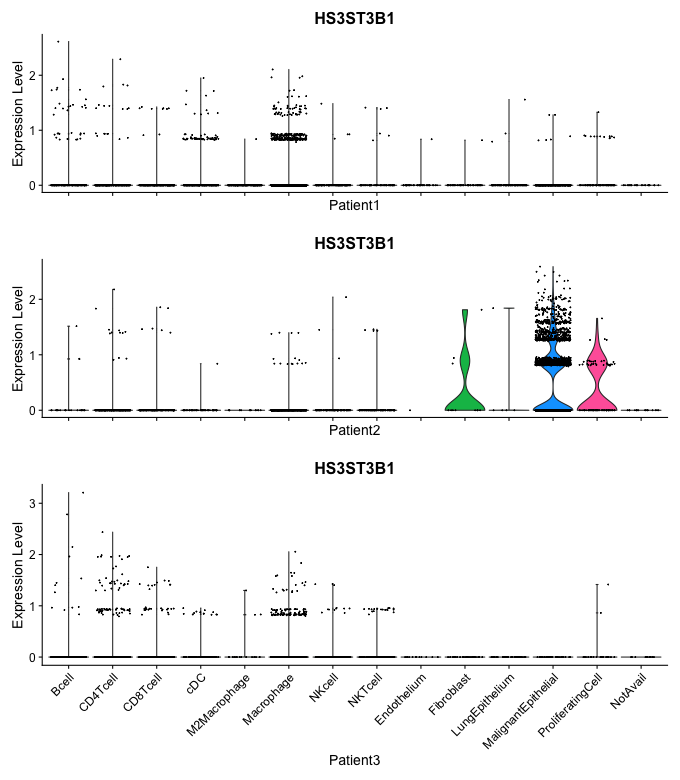 HS3ST3B1
Expression Level
2
1
0
Patient1
HS3ST3B1
Expression Level
2
1
0
Patient2
HS3ST3B1
Expression Level
3
2
1
0
Bcell
CD4Tcell
CD8Tcell
cDC
M2Macrophage
Macrophage
NKcell
NKTcell
Endothelium
Fibroblast
LungEpithelium
MalignantEpithelial
ProliferatingCell
NotAvail
Patient3